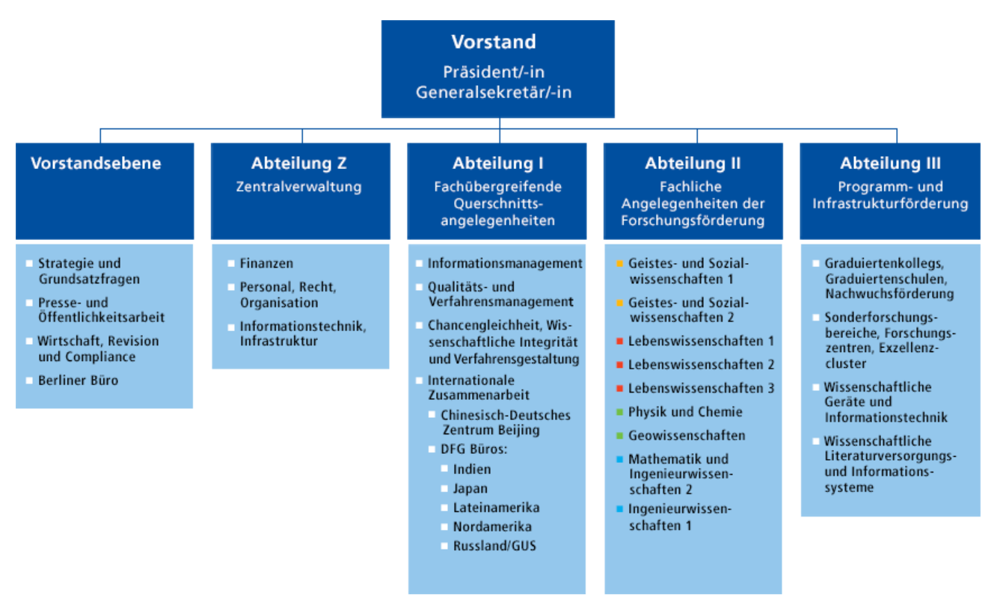 Vorstand
Präsident/-in
Generalsekretär/-in
Vorstandsebene
Strategie und
Grundsatzfragen
Presse- und
Öffentlichkeitsarbeit
Wirtschaft, Revision
und Compliance
Berliner Büro
Abteilung Z
Zentralverwaltung
Finanzen
Personal, Recht,
Organisation
Informationstechnik,
Infrastruktur
Abteilung I
Fachübergreifende
Querschnitts-
angelegenheiten
Informationsmanagement
Qualitäts- und
Verfahrensmanagement
Chancengleichheit, Wis-
senschaftliche Integrität
und Verfahrensgestaltung
Internationale
Zusammenarbeit
Chinesisch-Deutsches
Zentrum Beijing
DFG Büros:
Indien
Japan
Lateinamerika
Nordamerika
Russland/GUS
Abteilung II
Fachliche
Angelegenheiten der
Forschungsförderung
Geistes- und Sozial-
wissenschaften 1
Geistes- und Sozial-
wissenschaften 2
Lebenswissenschaften 1
Lebenswissenschaften 2
Lebenswissenschaften 3
Physik und Chemie
Geowissenschaften
Mathematik und
Ingenieurwissen-
schaften 2
Ingenieurwissen-
schaften 1
Abteilung III
Programm- und
Infrastrukturförderung
Graduiertenkollegs,
Graduiertenschulen,
Nachwuchsförderung
Sonderforschungs-
bereiche, Forschungs-
zentren, Exzellenz-
cluster
Wissenschaftliche
Geräte und
Informationstechnik
Wissenschaftliche
Literaturversorgungs-
und Informations-
systeme